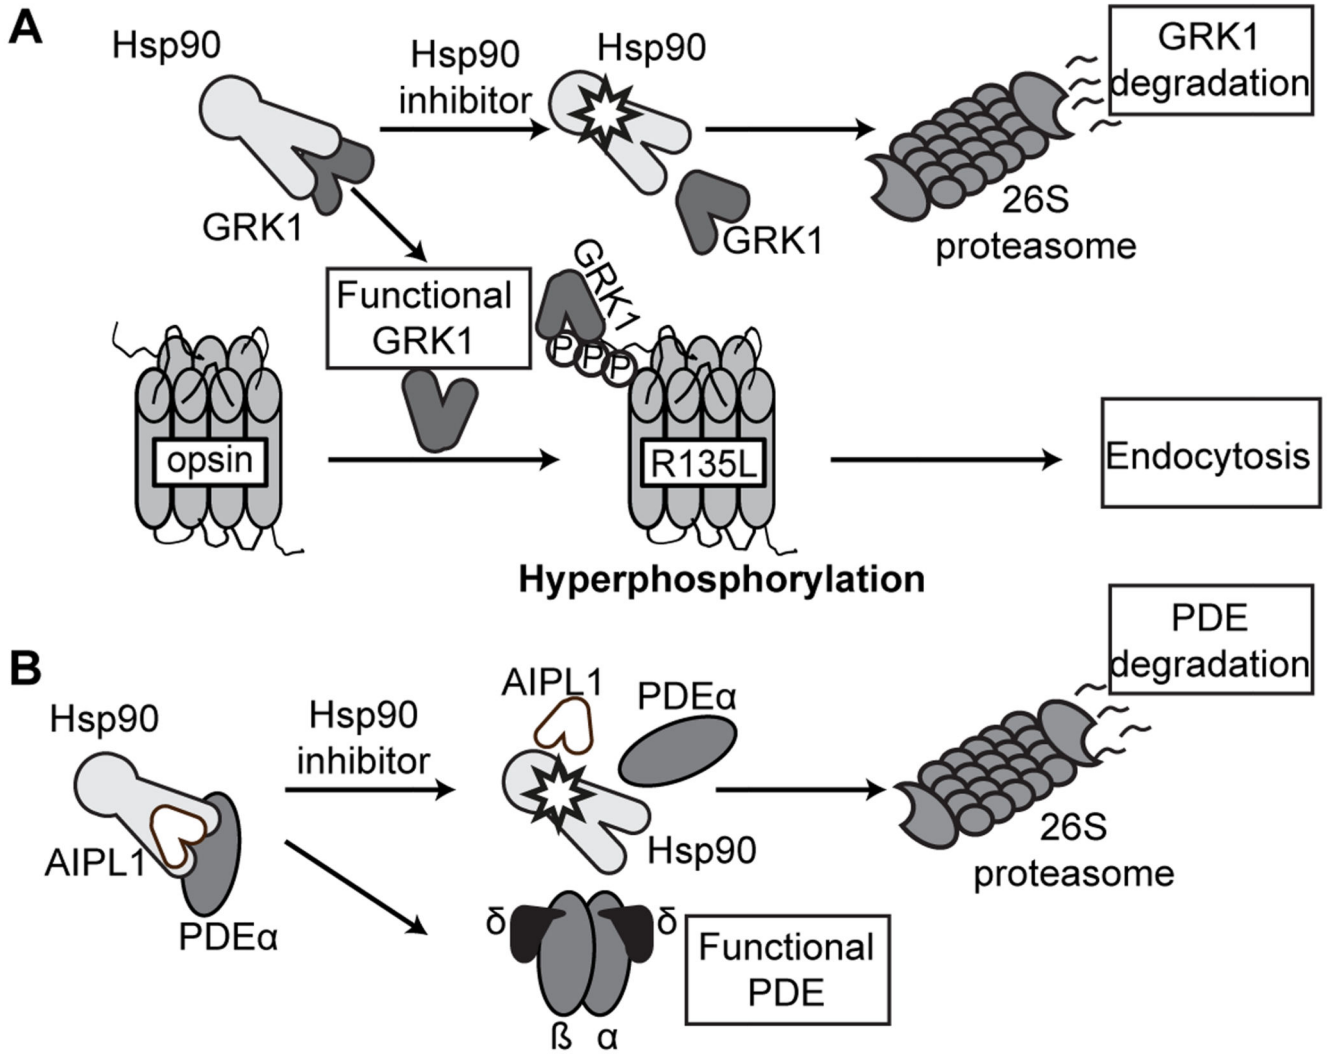 A
Hsp90
Hsp90
inhibitor
Hsp90
GRK1
degradation
GRK1
GRK1
26S
proteasome
Functional
GRK1
GRK1
P P P
opsin
R135L
Endocytosis
Hyperphosphorylation
B
Hsp90
AIPL1
PDEα
Hsp90
inhibitor
AIPL1
PDEα
Hsp90
PDE
degradation
26S
proteasome
δ
δ
ß α
Functional
PDE